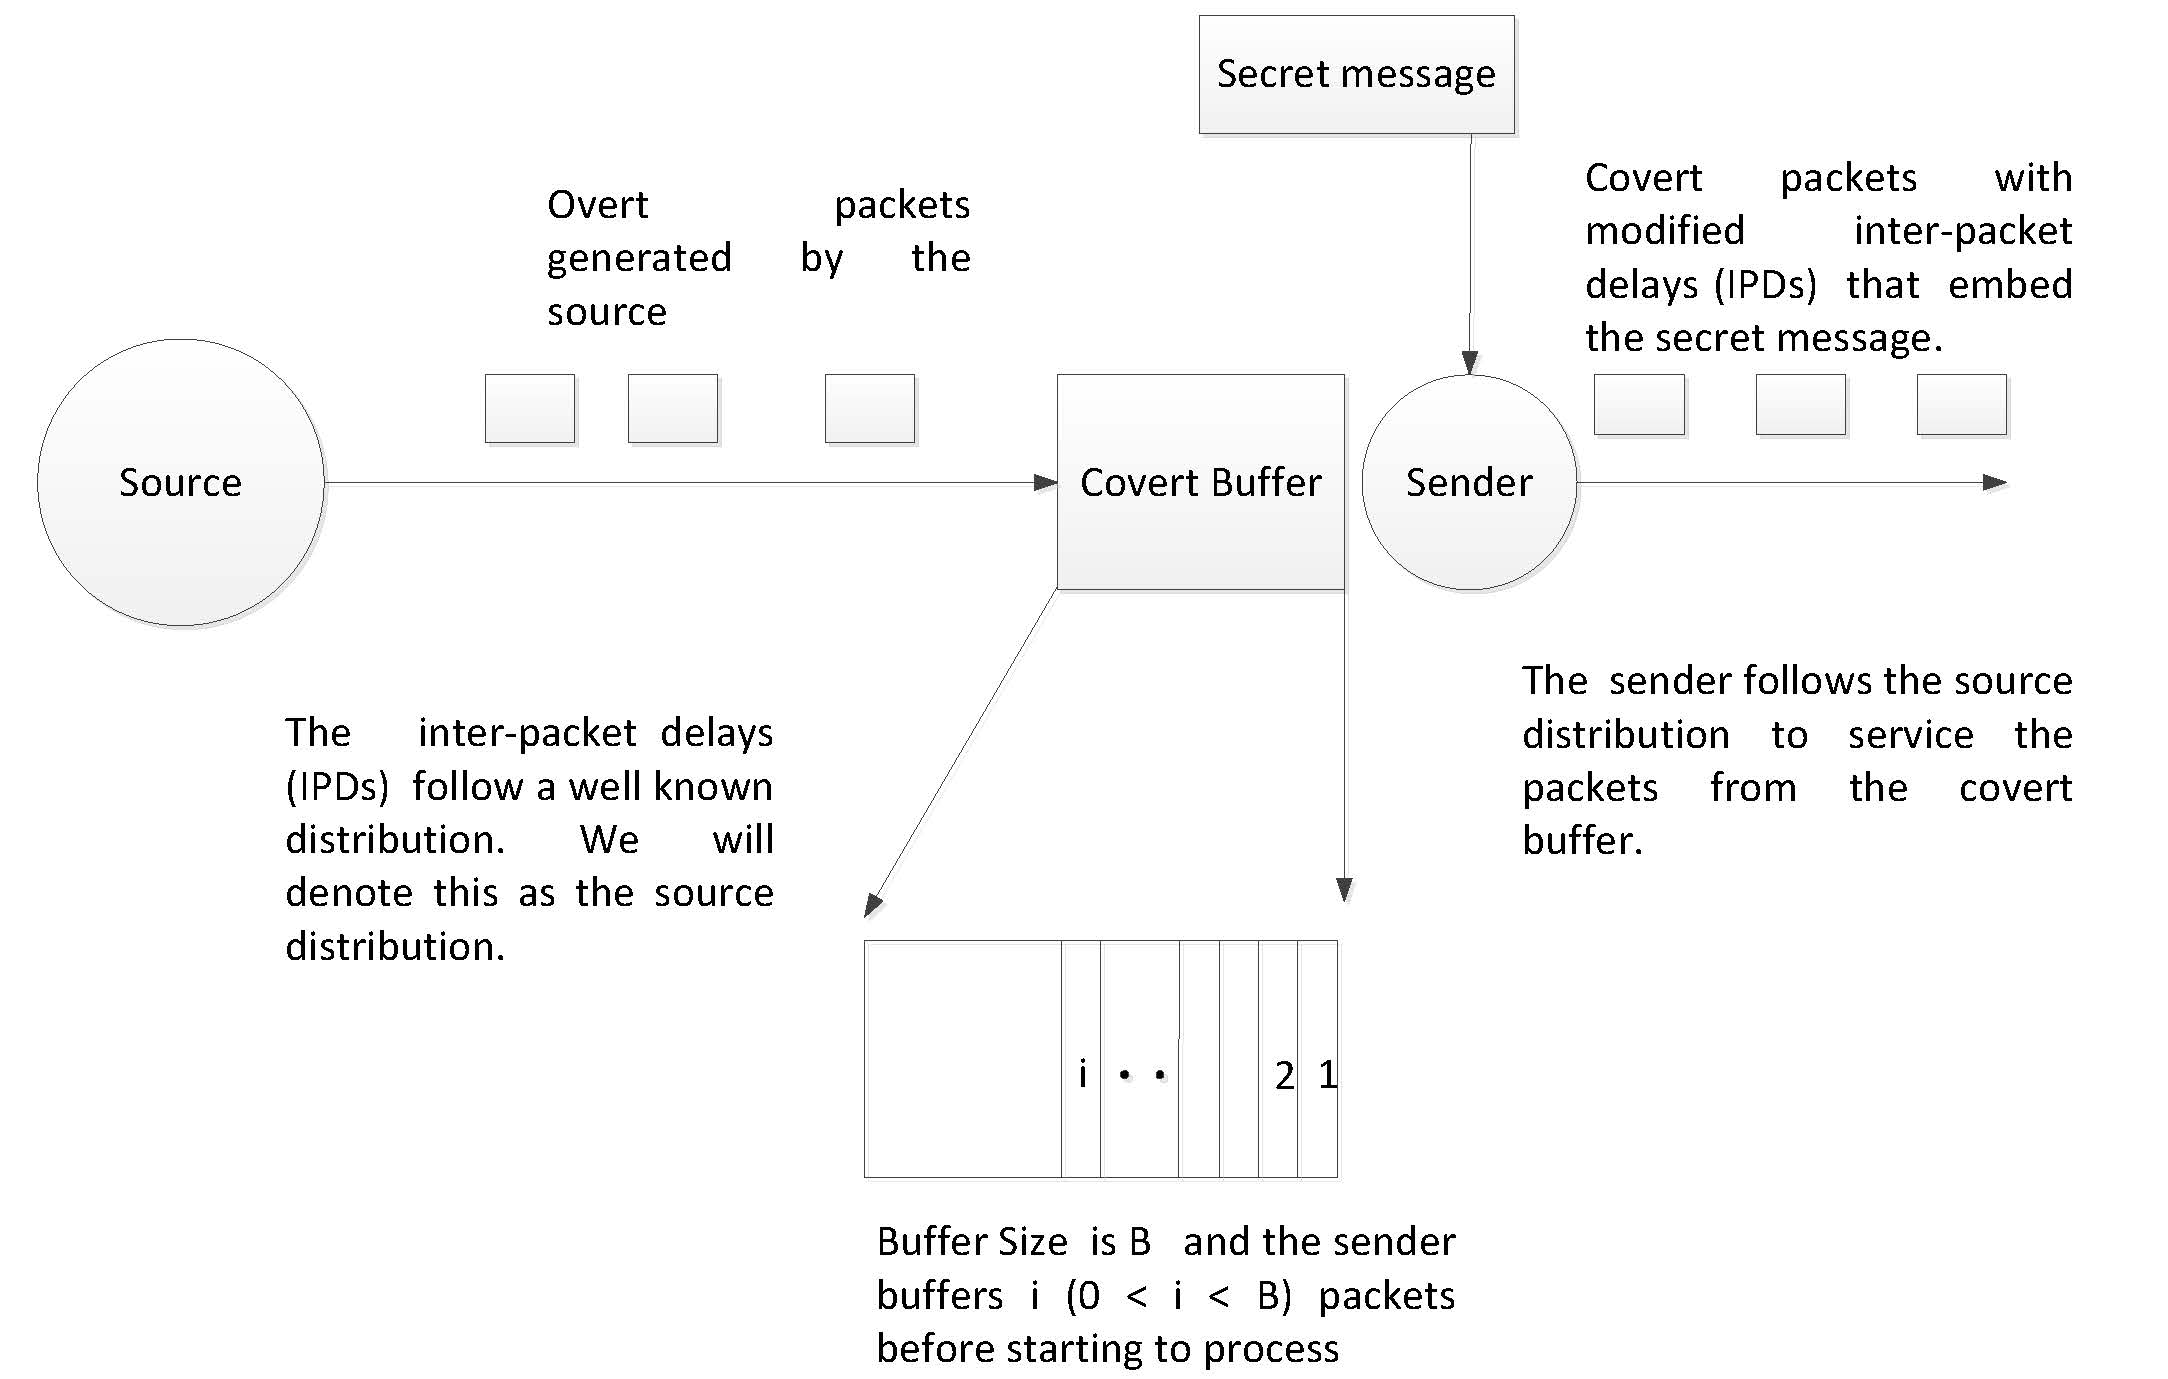 Secret message
Overt packets
generated by the
source
Covert packets with
modified inter-packet
delays (IPDs) that embed
the secret message.
Source
Covert Buffer
Sender
The inter-packet delays
(IPDs) follow a well known
distribution. We will
denote this as the source
distribution.
The sender follows the source
distribution to service the
packets from the covert
buffer.
i • • 2 1
Buffer Size is B and the sender
buffers i (0 < i < B) packets
before starting to process